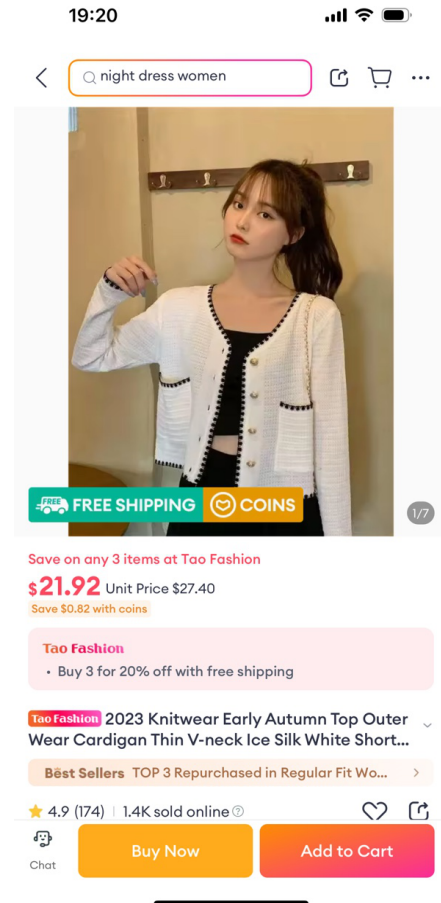 19:20
night dress women
FREE FREE SHIPPING COINS
1/7
Save on any 3 items at Tao Fashion
$21.92 Unit Price $27.40
Save $0.82 with coins
Tao Fashion
• Buy 3 for 20% off with free shipping
Tao Fashion 2023 Knitwear Early Autumn Top Outer
Wear Cardigan Thin V-neck Ice Silk White Short...
Best Sellers TOP 3 Repurchased in Regular Fit Wo... >
4.9 (174) | 1.4K sold online ?
Chat
Buy Now
Add to Cart